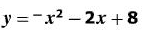 y = ⁻x² − 2x + 8